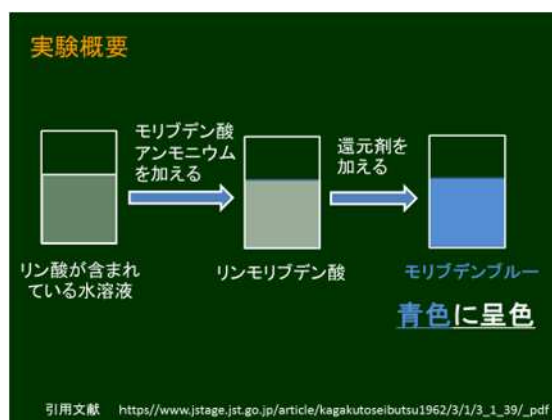 実験概要
モリブデン酸
アンモニウム
を加える
還元剤を
加える
リン酸が含まれ
ている水溶液
リンモリブデン酸
モリブデンブルー
青色に呈色
引用文献 https//www.jstage.jst.go.jp/article/kagakutoseibutsu1962/3/1/3_1_39/_pdf